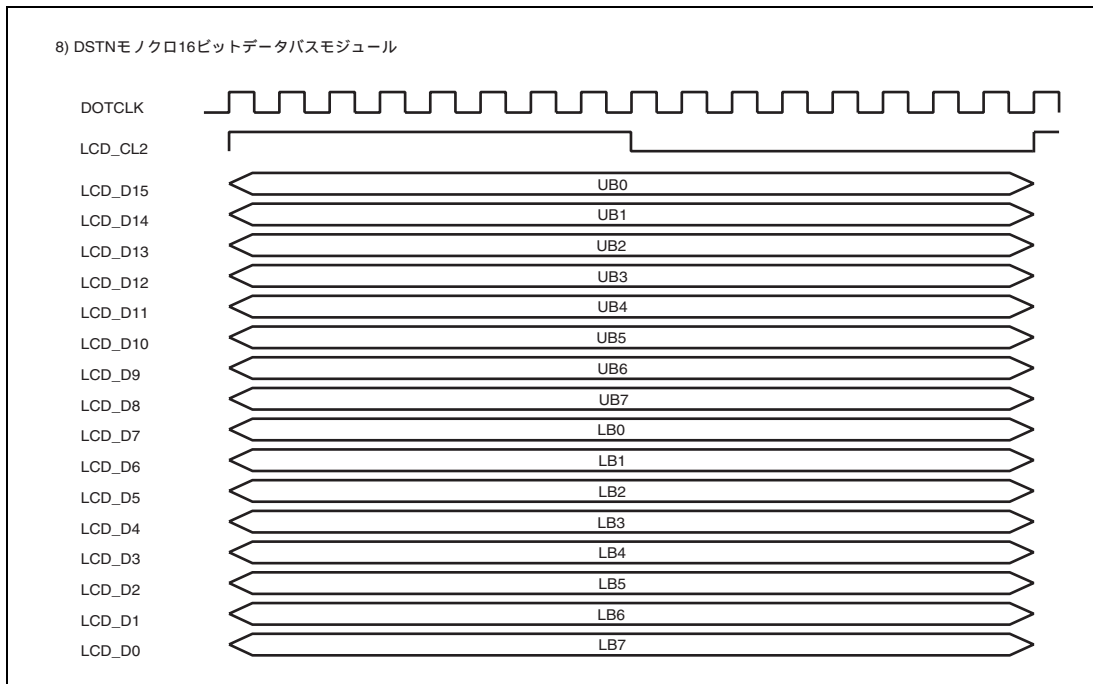 8) DSTNモノクロ16ビットデータバスモジュール
DOTCLK
LCD_CL2
LCD_D15 UB0
LCD_D14 UB1
LCD_D13 UB2
LCD_D12 UB3
LCD_D11 UB4
LCD_D10 UB5
LCD_D9 UB6
LCD_D8 UB7
LCD_D7 LB0
LCD_D6 LB1
LCD_D5 LB2
LCD_D4 LB3
LCD_D3 LB4
LCD_D2 LB5
LCD_D1 LB6
LCD_D0 LB7